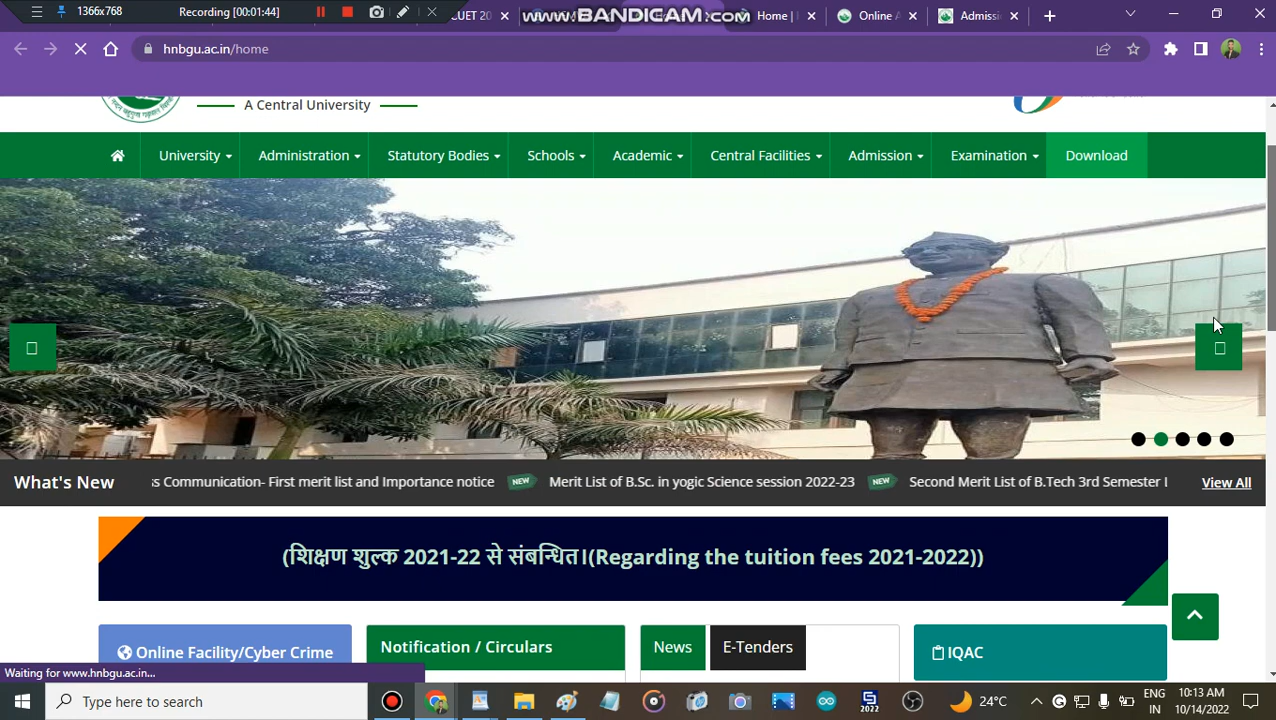 1366x768
Recording [00:01:44]
CUET 20
www.BANDICAM.com
Home |
Online A
Admissi
hnbgu.ac.in/home
A Central University
University
Administration
Statutory Bodies
Schools
Academic
Central Facilities
Admission
Examination
Download
What's New
ss Communication- First merit list and Importance notice
NEW
Merit List of B.Sc. in yogic Science session 2022-23
NEW
Second Merit List of B.Tech 3rd Semester
View All
(शिक्षण शुल्क 2021-22 से संबन्धित।(Regarding the tuition fees 2021-2022))
Online Facility/Cyber Crime
Notification / Circulars
News
E-Tenders
IQAC
Waiting for www.hnbgu.ac.in...
Type here to search
2022
24°C
ENG
IN
10:13 AM
10/14/2022